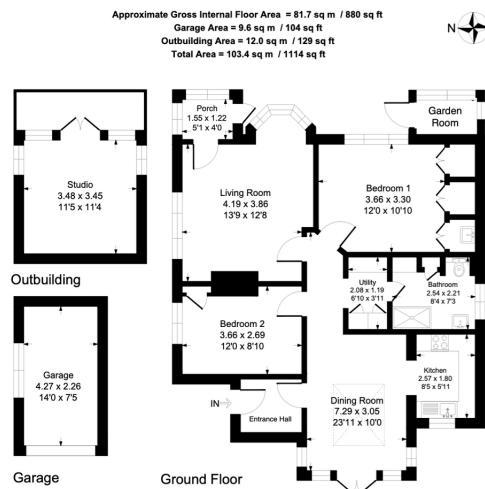 Approximate Gross Internal Floor Area = 81.7 sq m / 880 sq ft
Garage Area = 9.6 sq m / 104 sq ft
Outbuilding Area = 12.0 sq m / 129 sq ft
Total Area = 103.4 sq m / 1114 sq ft
N
Porch
1.55 x 1.22
5'1 x 4'0
Garden
Room
Studio
3.48 x 3.45
11'5 x 11'4
Living Room
4.19 x 3.86
13'9 x 12'8
Bedroom 1
3.66 x 3.30
12'0 x 10'10
Outbuilding
Utility
2.08 x 1.19
6'10 x 3'11
Bathroom
2.54 x 2.21
8'4 x 7'3
Bedroom 2
3.66 x 2.69
12'0 x 8'10
Garage
4.27 x 2.26
14'0 x 7'5
Kitchen
2.57 x 1.80
8'5 x 5'11
IN
Entrance Hall
Dining Room
7.29 x 3.05
23'11 x 10'0
Garage
Ground Floor